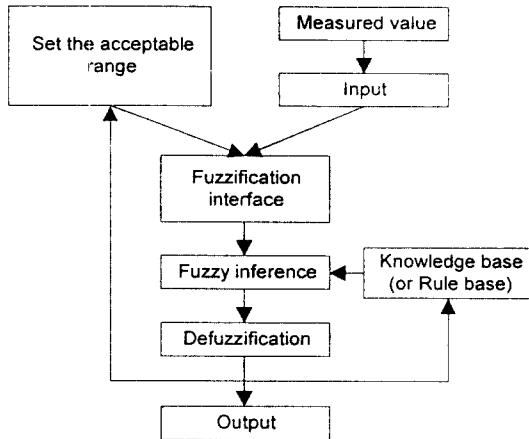 Set the acceptable
range
Measured value
Input
Fuzzification
interface
Fuzzy inference
Knowledge base
(or Rule base)
Defuzzification
Output